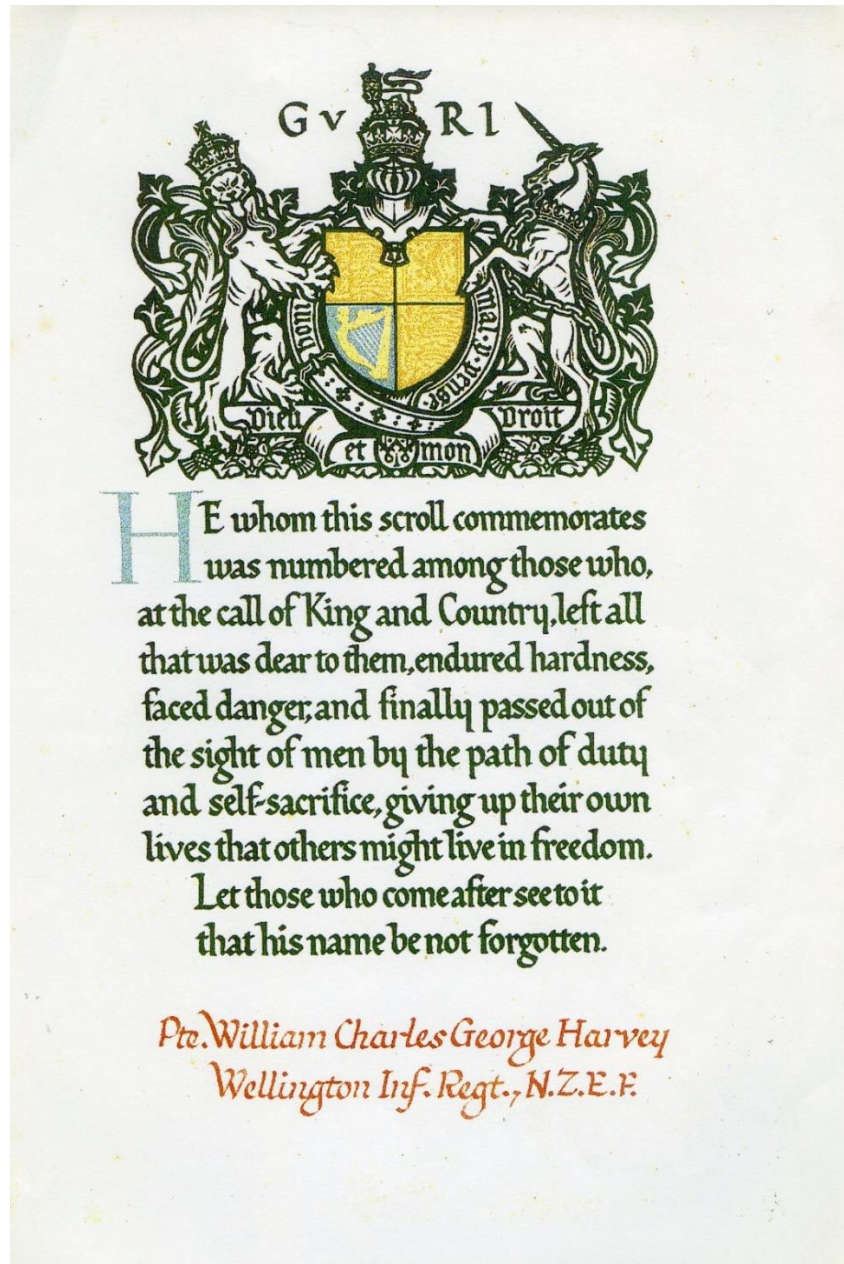 G V R I
Honi
mal·y·pense
Dieu
Droit
et mon
HE whom this scroll commemorates
was numbered among those who,
at the call of King and Country, left all
that was dear to them, endured hardness,
faced danger, and finally passed out of
the sight of men by the path of duty
and self-sacrifice, giving up their own
lives that others might live in freedom.
Let those who come after see to it
that his name be not forgotten.
Pte. William Charles George Harvey
Wellington Inf. Regt., N.Z.E.F.